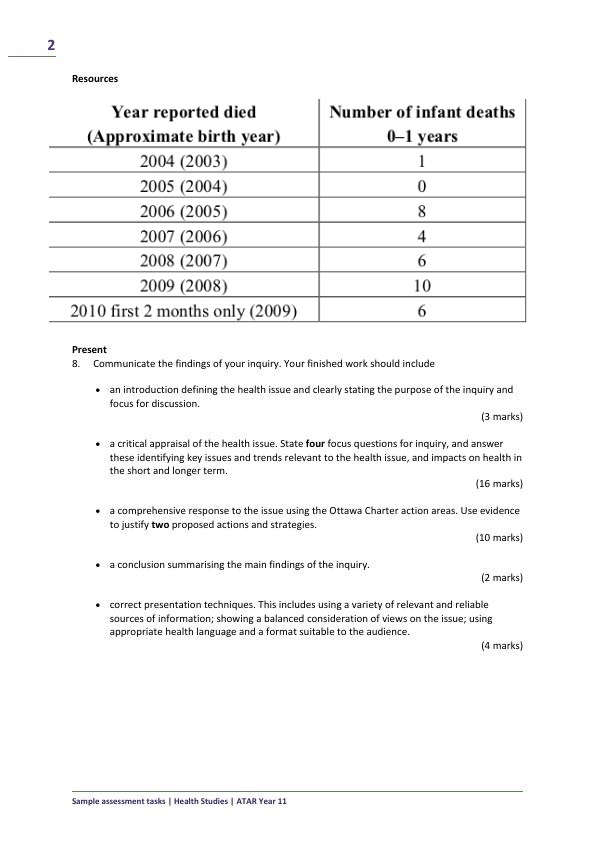 2
Resources
Year reported died
(Approximate birth year)
Number of infant deaths
0–1 years
2004 (2003) 1
2005 (2004) 0
2006 (2005) 8
2007 (2006) 4
2008 (2007) 6
2009 (2008) 10
2010 first 2 months only (2009) 6
Present
8. Communicate the findings of your inquiry. Your finished work should include
• an introduction defining the health issue and clearly stating the purpose of the inquiry and
focus for discussion.
(3 marks)
• a critical appraisal of the health issue. State four focus questions for inquiry, and answer
these identifying key issues and trends relevant to the health issue, and impacts on health in
the short and longer term.
(16 marks)
• a comprehensive response to the issue using the Ottawa Charter action areas. Use evidence
to justify two proposed actions and strategies.
(10 marks)
• a conclusion summarising the main findings of the inquiry.
(2 marks)
• correct presentation techniques. This includes using a variety of relevant and reliable
sources of information; showing a balanced consideration of views on the issue; using
appropriate health language and a format suitable to the audience.
(4 marks)
Sample assessment tasks | Health Studies | ATAR Year 11